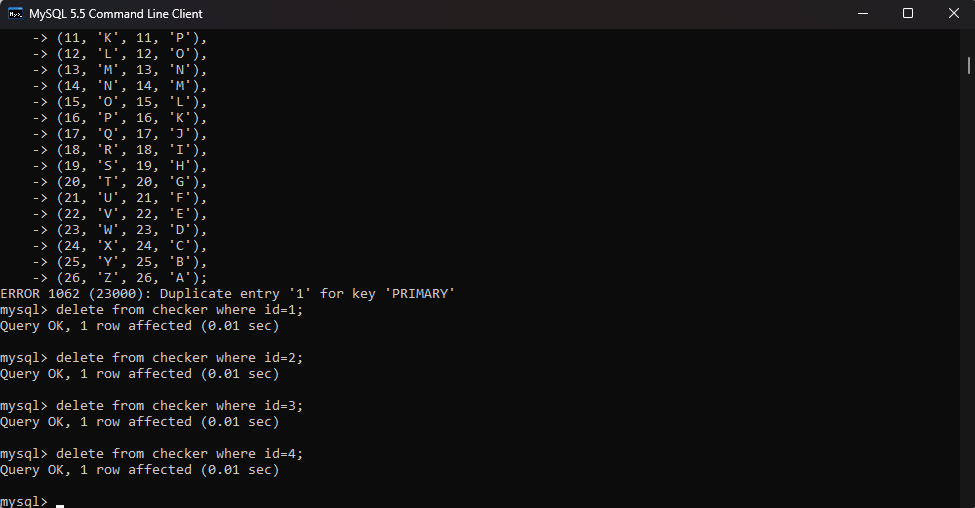 MySQL 5.5 Command Line Client
-> (11, 'K', 11, 'P'),
-> (12, 'L', 12, 'O'),
-> (13, 'M', 13, 'N'),
-> (14, 'N', 14, 'M'),
-> (15, 'O', 15, 'L'),
-> (16, 'P', 16, 'K'),
-> (17, 'Q', 17, 'J'),
-> (18, 'R', 18, 'I'),
-> (19, 'S', 19, 'H'),
-> (20, 'T', 20, 'G'),
-> (21, 'U', 21, 'F'),
-> (22, 'V', 22, 'E'),
-> (23, 'W', 23, 'D'),
-> (24, 'X', 24, 'C'),
-> (25, 'Y', 25, 'B'),
-> (26, 'Z', 26, 'A');
ERROR 1062 (23000): Duplicate entry '1' for key 'PRIMARY'
mysql> delete from checker where id=1;
Query OK, 1 row affected (0.01 sec)
mysql> delete from checker where id=2;
Query OK, 1 row affected (0.01 sec)
mysql> delete from checker where id=3;
Query OK, 1 row affected (0.01 sec)
mysql> delete from checker where id=4;
Query OK, 1 row affected (0.01 sec)
mysql>